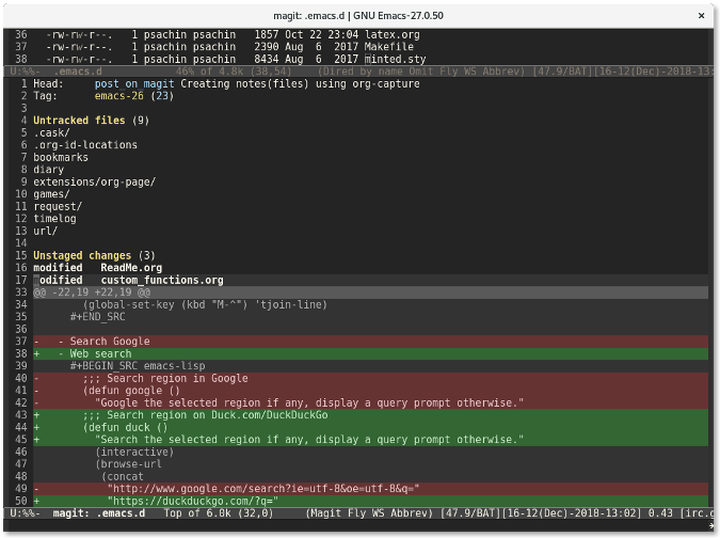 magit: .emacs.d | GNU Emacs-27.0.50
×
36 -rw-rw-r--. 1 psachin psachin 1857 Oct 22 23:04 latex.org
37 -rw-rw-r--. 1 psachin psachin 2390 Aug 6 2017 Makefile
38 -rw-rw-r--. 1 psachin psachin 8434 Aug 6 2017 minted.sty
U:%%- .emacs.d 46% of 4.8k (38,54) (Dired by name Omit Fly WS Abbrev) [47.9/BAT][16-12(Dec)-2018-13:
1 Head: post_on_magit Creating notes(files) using org-capture
2 Tag: emacs-26 (23)
3
4 Untracked files (9)
5 .cask/
6 .org-id-locations
7 bookmarks
8 diary
9 extensions/org-page/
10 games/
11 request/
12 timelog
13 url/
14
15 Unstaged changes (3)
16 modified ReadMe.org
17 odified custom_functions.org
33 @@ -22,19 +22,19 @@
34 (global-set-key (kbd "M-^") 'tjoin-line)
35 #+END_SRC
36
37 - - Search Google
38 + - Web search
39 #+BEGIN_SRC emacs-lisp
40 - ;;; Search region in Google
41 - (defun google ()
42 - "Google the selected region if any, display a query prompt otherwise."
43 + ;;; Search region on Duck.com/DuckDuckGo
44 + (defun duck ()
45 + "Search the selected region if any, display a query prompt otherwise."
46 (interactive)
47 (browse-url
48 (concat
49 - "http://www.google.com/search?ie=utf-8&oe=utf-8&q="
50 + "https://duckduckgo.com/?q="
U:%%- magit: .emacs.d Top of 6.0k (32,0) (Magit Fly WS Abbrev) [47.9/BAT][16-12(Dec)-2018-13:02] 0.43 [irc.